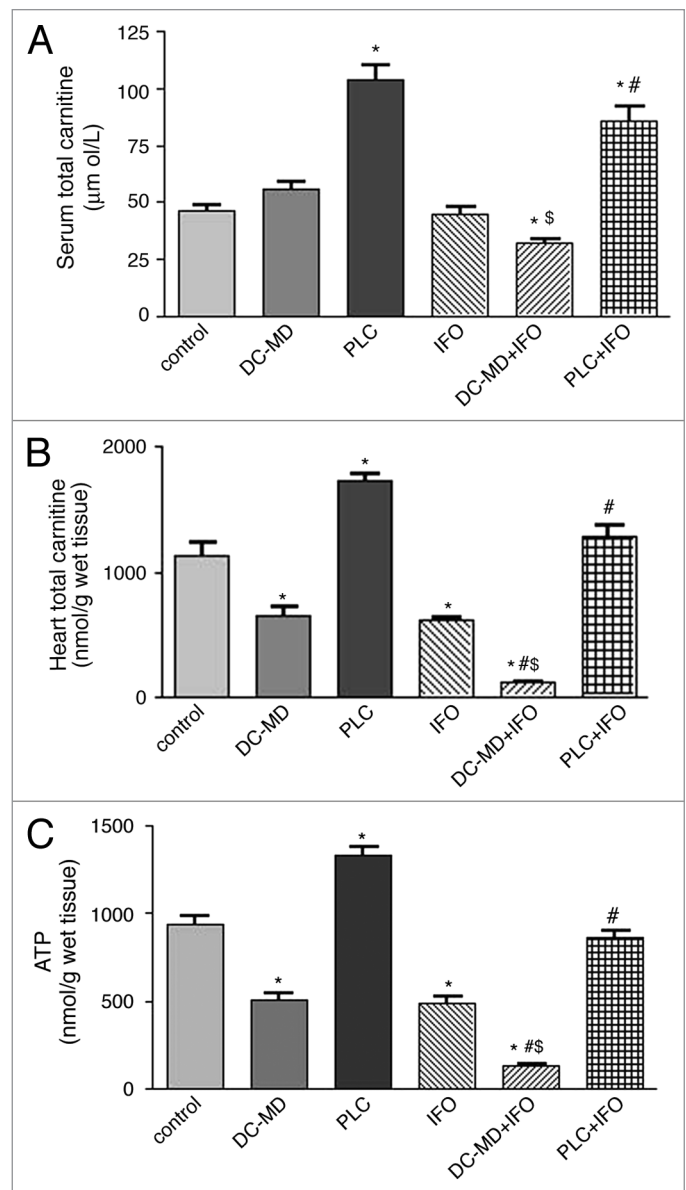 A
Serum total carnitine
(μm ol/L)
125
100
75
50
25
0
*
* $
* #
control
DC-MD
PLC
IFO
DC-MD+IFO
PLC+IFO
B
Heart total carnitine
(nmol/g wet tissue)
2000
1000
0
*
*
*
* #$
#
control
DC-MD
PLC
IFO
DC-MD+IFO
PLC+IFO
C
ATP
(nmol/g wet tissue)
1500
1000
500
0
*
*
*
* #$
#
control
DC-MD
PLC
IFO
DC-MD+IFO
PLC+IFO